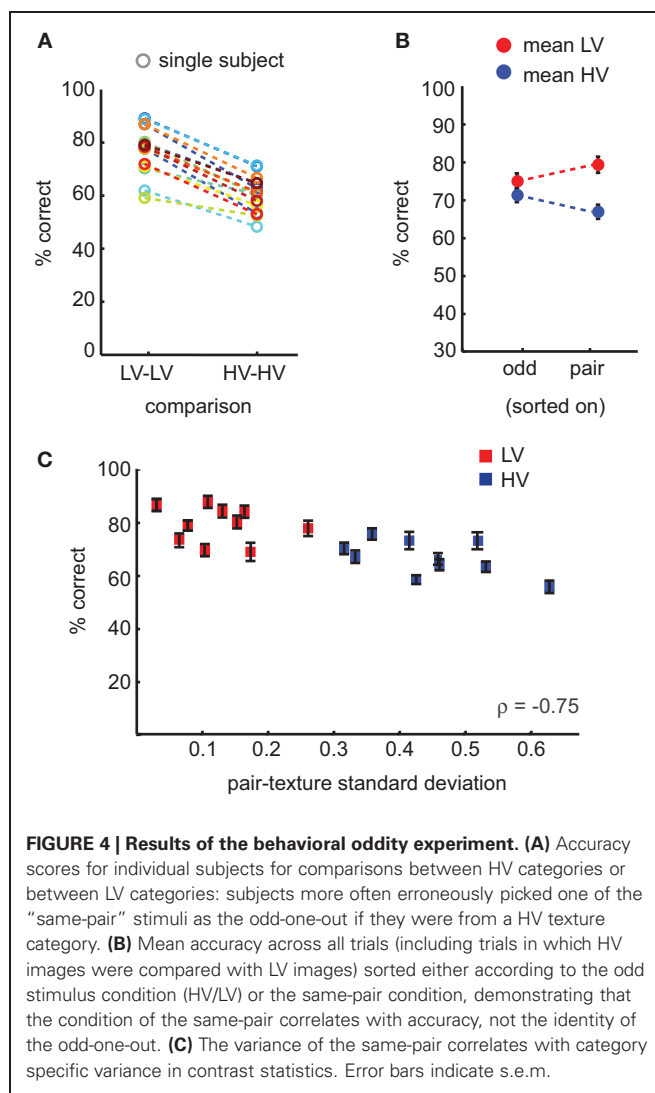 A
single subject
100
80
60
40
20
0
% correct
LV-LV
HV-HV
comparison
B
mean LV
mean HV
100
90
80
70
60
50
40
30
% correct
odd
pair
(sorted on)
C
LV
HV
100
80
60
40
20
% correct
ρ = -0.75
0.1 0.2 0.3 0.4 0.5 0.6
pair-texture standard deviation
FIGURE 4 | Results of the behavioral oddity experiment. (A) Accuracy
scores for individual subjects for comparisons between HV categories or
between LV categories: subjects more often erroneously picked one of the
“same-pair” stimuli as the odd-one-out if they were from a HV texture
category. (B) Mean accuracy across all trials (including trials in which HV
images were compared with LV images) sorted either according to the odd
stimulus condition (HV/LV) or the same-pair condition, demonstrating that
the condition of the same-pair correlates with accuracy, not the identity of
the odd-one-out. (C) The variance of the same-pair correlates with category
specific variance in contrast statistics. Error bars indicate s.e.m.